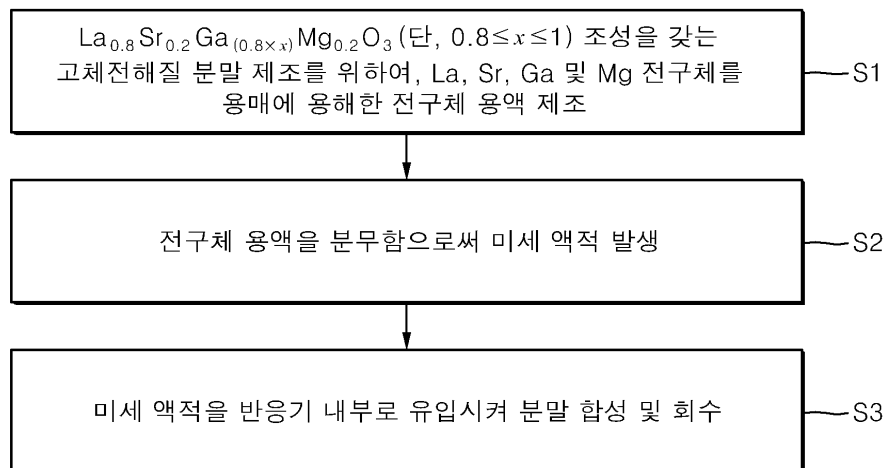 La0.8Sr0.2Ga(0.8×x)Mg0.2O3 (단, 0.8≤x≤1) 조성을 갖는
고체전해질 분말 제조를 위하여, La, Sr, Ga 및 Mg 전구체를
용매에 용해한 전구체 용액 제조
S1
전구체 용액을 분무함으로써 미세 액적 발생
S2
미세 액적을 반응기 내부로 유입시켜 분말 합성 및 회수
S3